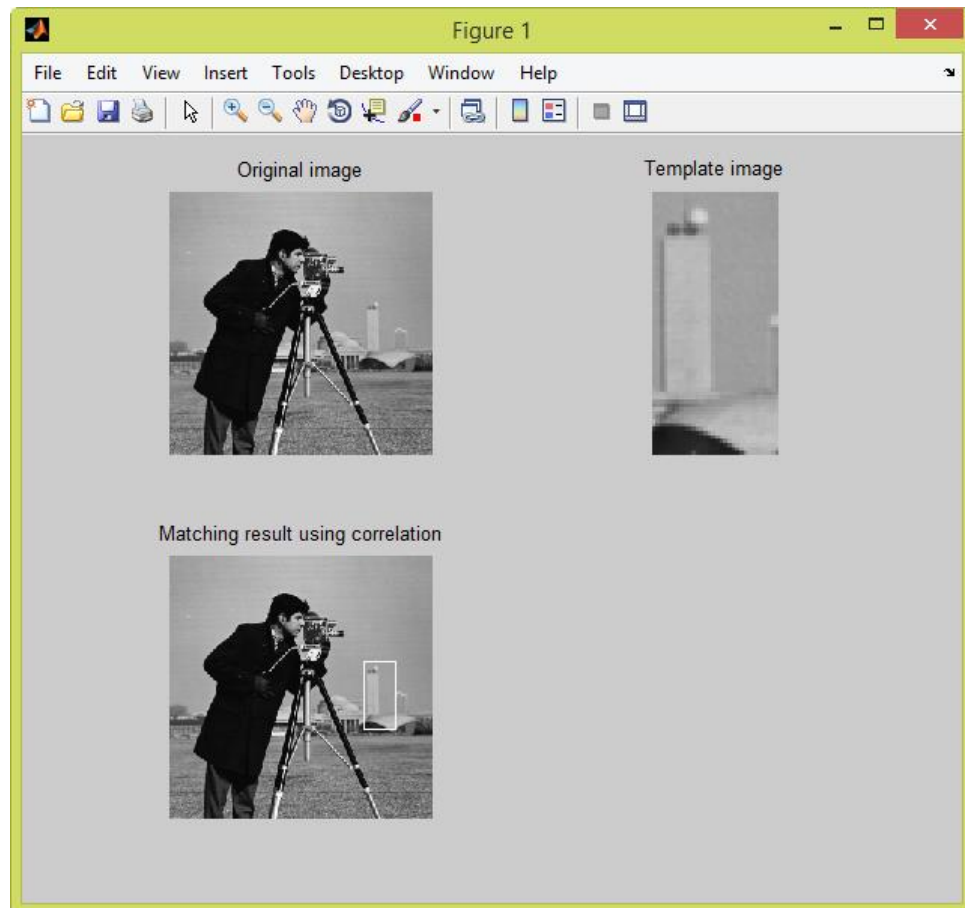 Figure 1
File Edit View Insert Tools Desktop Window Help
Original image
Template image
Matching result using correlation